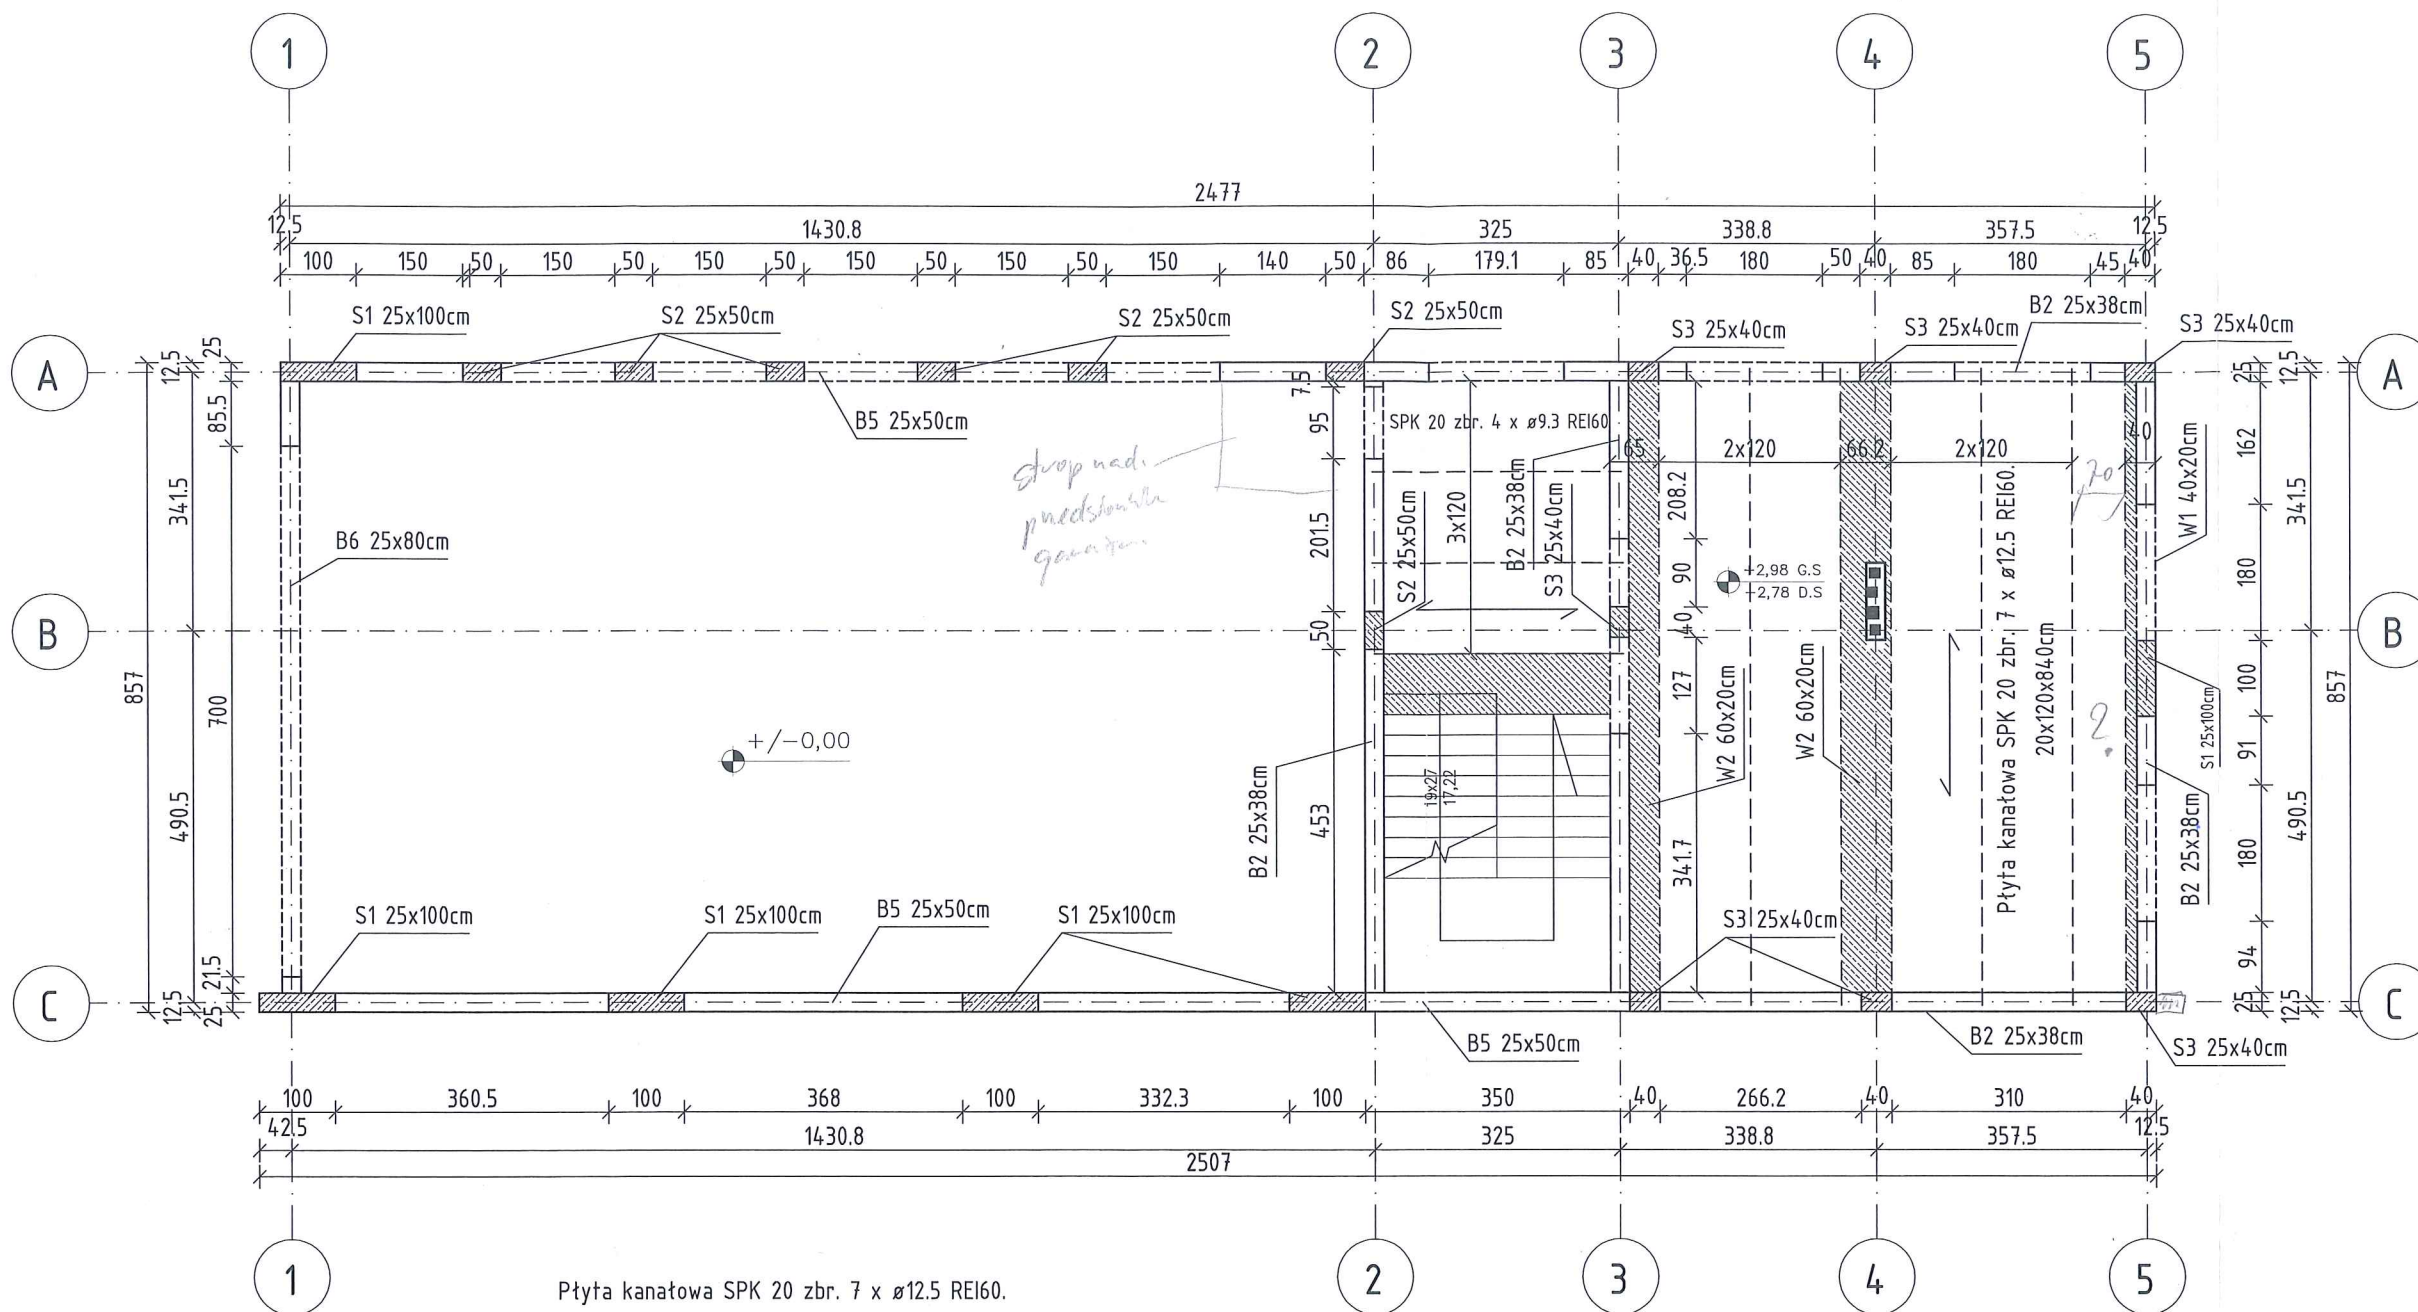 1
2
3
4
5
2477
12.5
1430.8
325
338.8
357.5
12.5
100
150
50
150
50
150
50
150
50
150
50
150
140
50
86
179.1
85
40
36.5
180
50
40
85
180
45
40
S1 25x100cm
S2 25x50cm
S2 25x50cm
S2 25x50cm
S3 25x40cm
S3 25x40cm
B2 25x38cm
S3 25x40cm
A
A
12.5
25
85.5
341.5
857
700
490.5
21.5
12.5
25
B5 25x50cm
7.5
95
201.5
50
453
SPK 20 zbr. 4 x ø9.3 REI60
65
2x120
66.2
2x120
40
strop nad.
B6 25x80cm
S2 25x50cm
3x120
B2 25x38cm
S3 25x40cm
208.2
90
40
127
341.7
+2,98 G.S
+2,78 D.S
Płyta kanałowa SPK 20 zbr. 7 x ø12.5 REI60.
20x120x840cm
70
W1 40x20cm
25
12.5
162
341.5
180
100
91
857
180
490.5
94
25
12.5
B
B
+/-0,00
B2 25x38cm
19x27
17,22
W2 60x20cm
W2 60x20cm
?
S1 25x100cm
B2 25x38cm
S1 25x100cm
S1 25x100cm
B5 25x50cm
S1 25x100cm
S3 25x40cm
C
C
B5 25x50cm
B2 25x38cm
S3 25x40cm
100
360.5
100
368
100
332.3
100
350
40
266.2
40
310
40
42.5
1430.8
325
338.8
357.5
12.5
2507
1
2
3
4
5
Płyta kanałowa SPK 20 zbr. 7 x ø12.5 REI60.